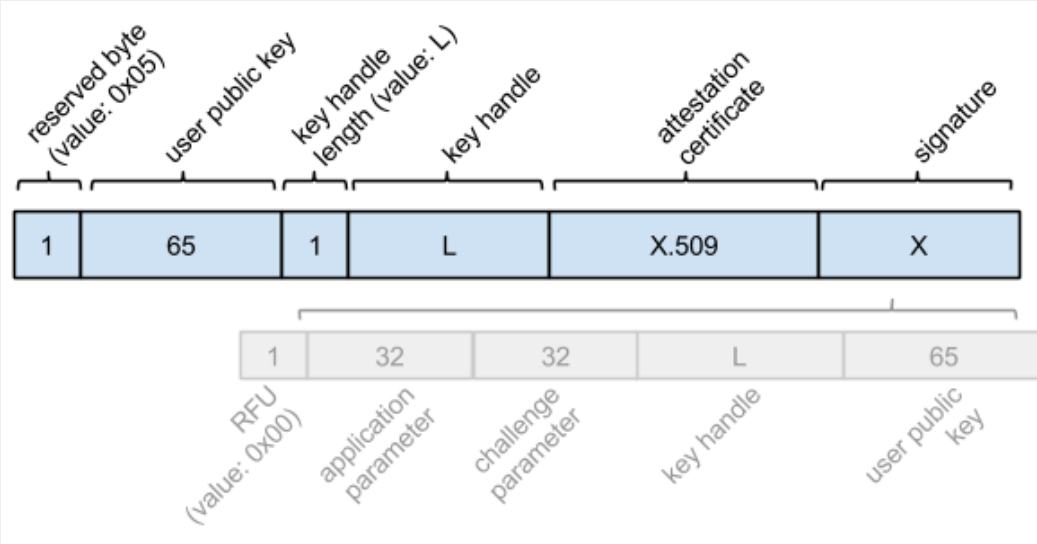 reserved byte
(value: 0x05)
user public key
key handle
length (value: L)
key handle
attestation
certificate
signature
1 65 1 L X.509 X
1 32 32 L 65
RFU
(value: 0x00)
application
parameter
challenge
parameter
key handle
user public
key